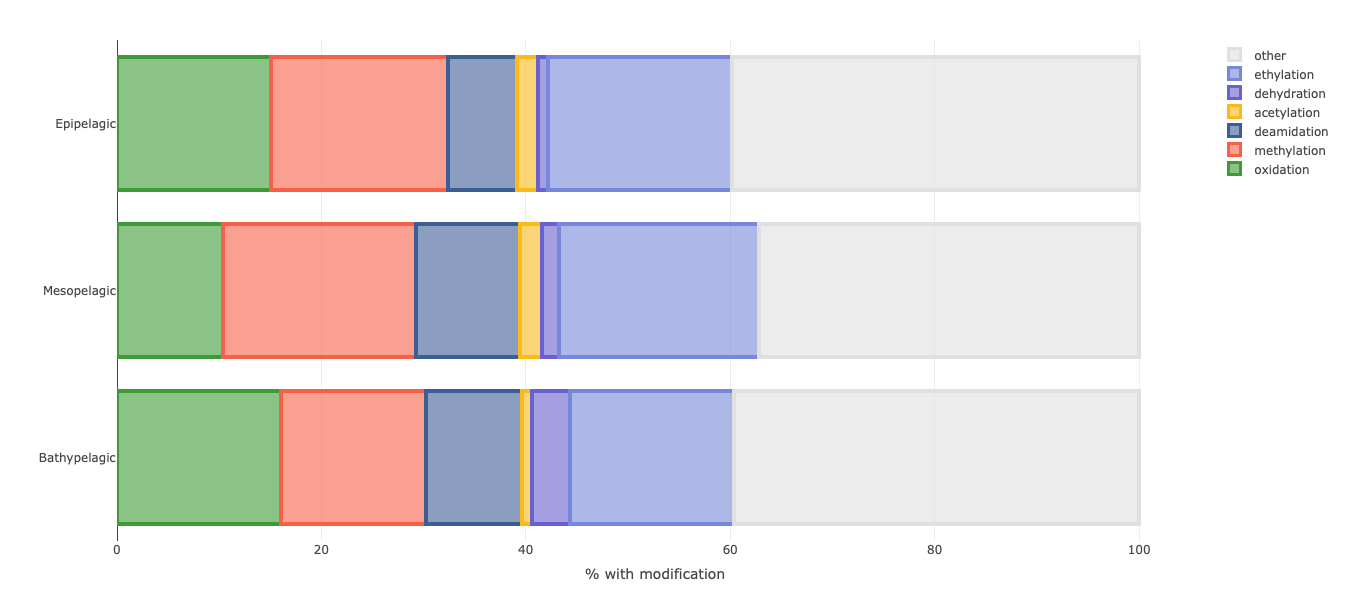 Epipelagic
Mesopelagic
Bathypelagic
0 20 40 60 80 100
% with modification
other
ethylation
dehydration
acetylation
deamidation
methylation
oxidation